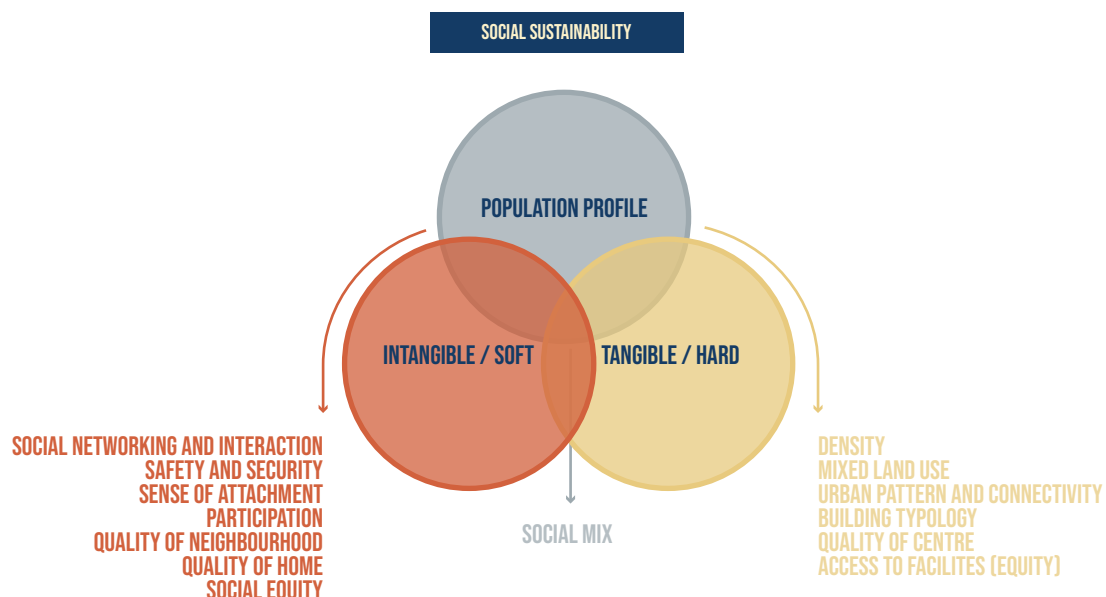 SOCIAL SUSTAINABILITY
POPULATION PROFILE
INTANGIBLE / SOFT
TANGIBLE / HARD
SOCIAL NETWORKING AND INTERACTION
SAFETY AND SECURITY
SENSE OF ATTACHMENT
PARTICIPATION
QUALITY OF NEIGHBOURHOOD
QUALITY OF HOME
SOCIAL EQUITY
SOCIAL MIX
DENSITY
MIXED LAND USE
URBAN PATTERN AND CONNECTIVITY
BUILDING TYPOLOGY
QUALITY OF CENTRE
ACCESS TO FACILITES (EQUITY)